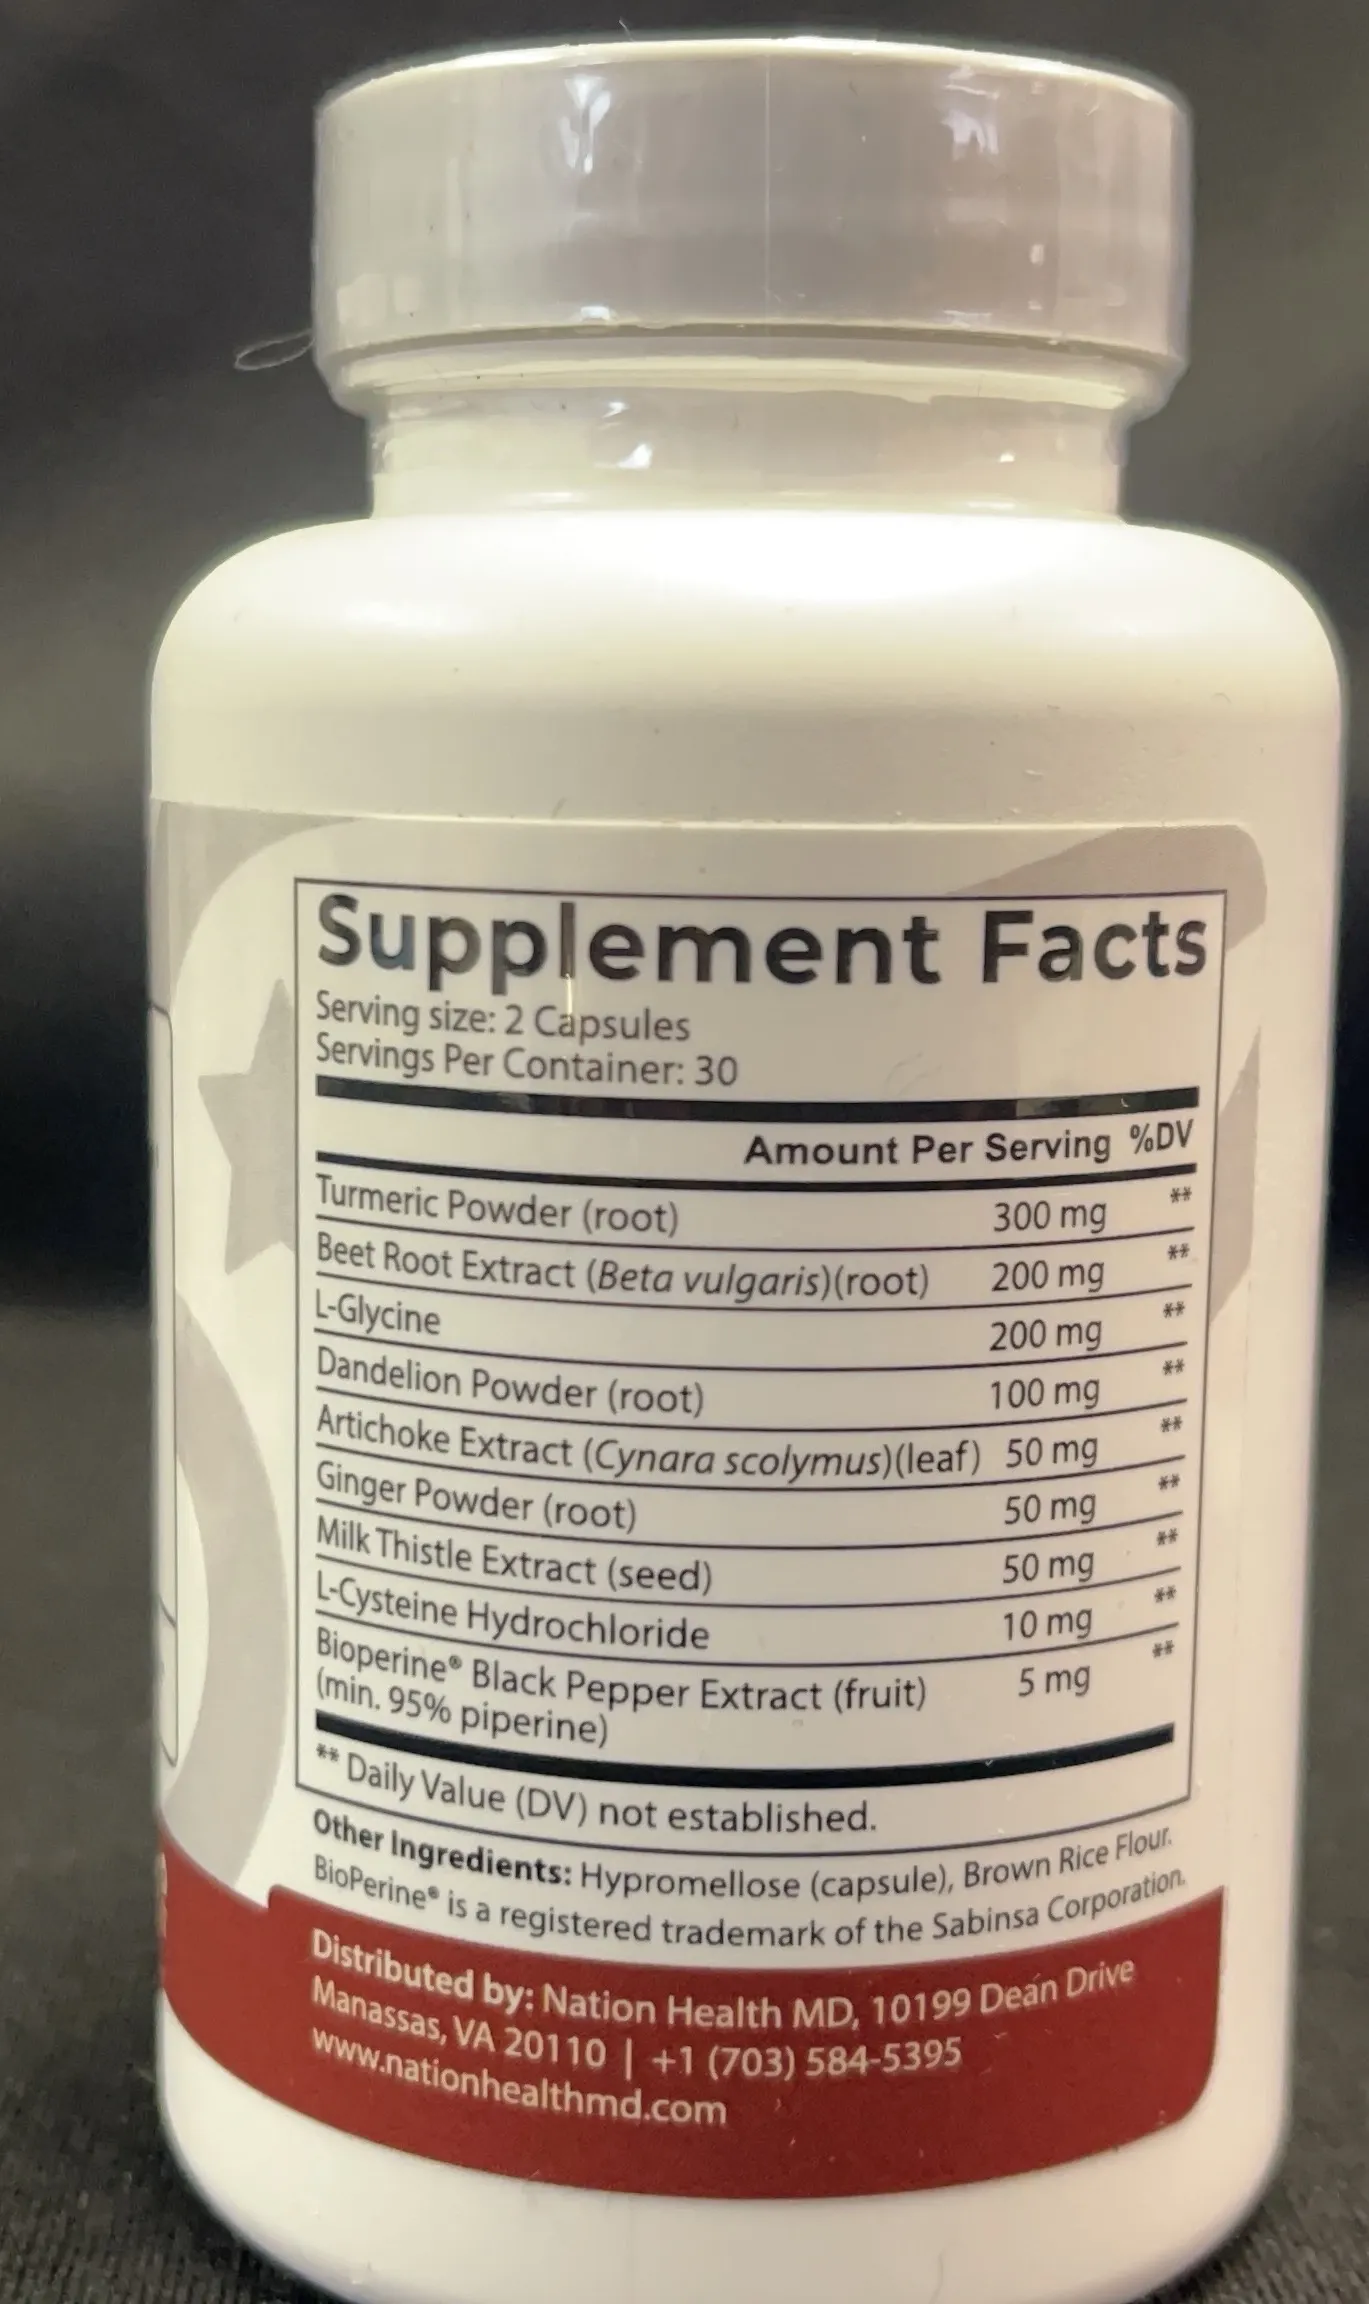 Supplement Facts
Serving size: 2 Capsules
Servings Per Container: 30
Amount Per Serving %DV
Turmeric Powder (root) 300 mg **
Beet Root Extract (Beta vulgaris)(root) 200 mg **
L-Glycine 200 mg **
Dandelion Powder (root) 100 mg **
Artichoke Extract (Cynara scolymus)(leaf) 50 mg **
Ginger Powder (root) 50 mg **
Milk Thistle Extract (seed) 50 mg **
L-Cysteine Hydrochloride 10 mg **
Bioperine® Black Pepper Extract (fruit) 5 mg **
(min. 95% piperine)
** Daily Value (DV) not established.
Other Ingredients: Hypromellose (capsule), Brown Rice Flour.
BioPerine® is a registered trademark of the Sabinsa Corporation.
Distributed by: Nation Health MD, 10199 Dean Drive
Manassas, VA 20110 | +1 (703) 584-5395
www.nationhealthmd.com